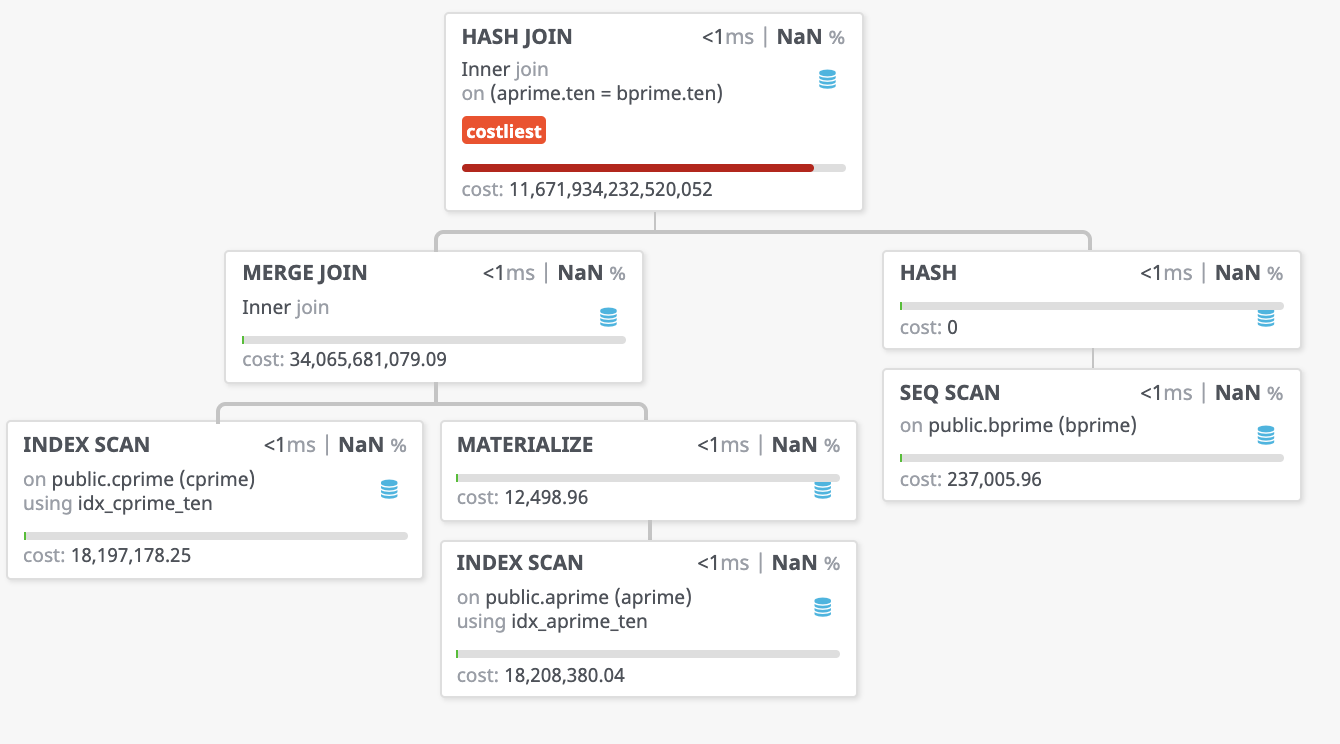 HASH JOIN <1ms | NaN %
Inner join
on (aprime.ten = bprime.ten)
costliest
cost: 11,671,934,232,520,052
MERGE JOIN <1ms | NaN %
Inner join
cost: 34,065,681,079.09
HASH <1ms | NaN %
cost: 0
SEQ SCAN <1ms | NaN %
on public.bprime (bprime)
cost: 237,005.96
INDEX SCAN <1ms | NaN %
on public.cprime (cprime)
using idx_cprime_ten
cost: 18,197,178.25
MATERIALIZE <1ms | NaN %
cost: 12,498.96
INDEX SCAN <1ms | NaN %
on public.aprime (aprime)
using idx_aprime_ten
cost: 18,208,380.04